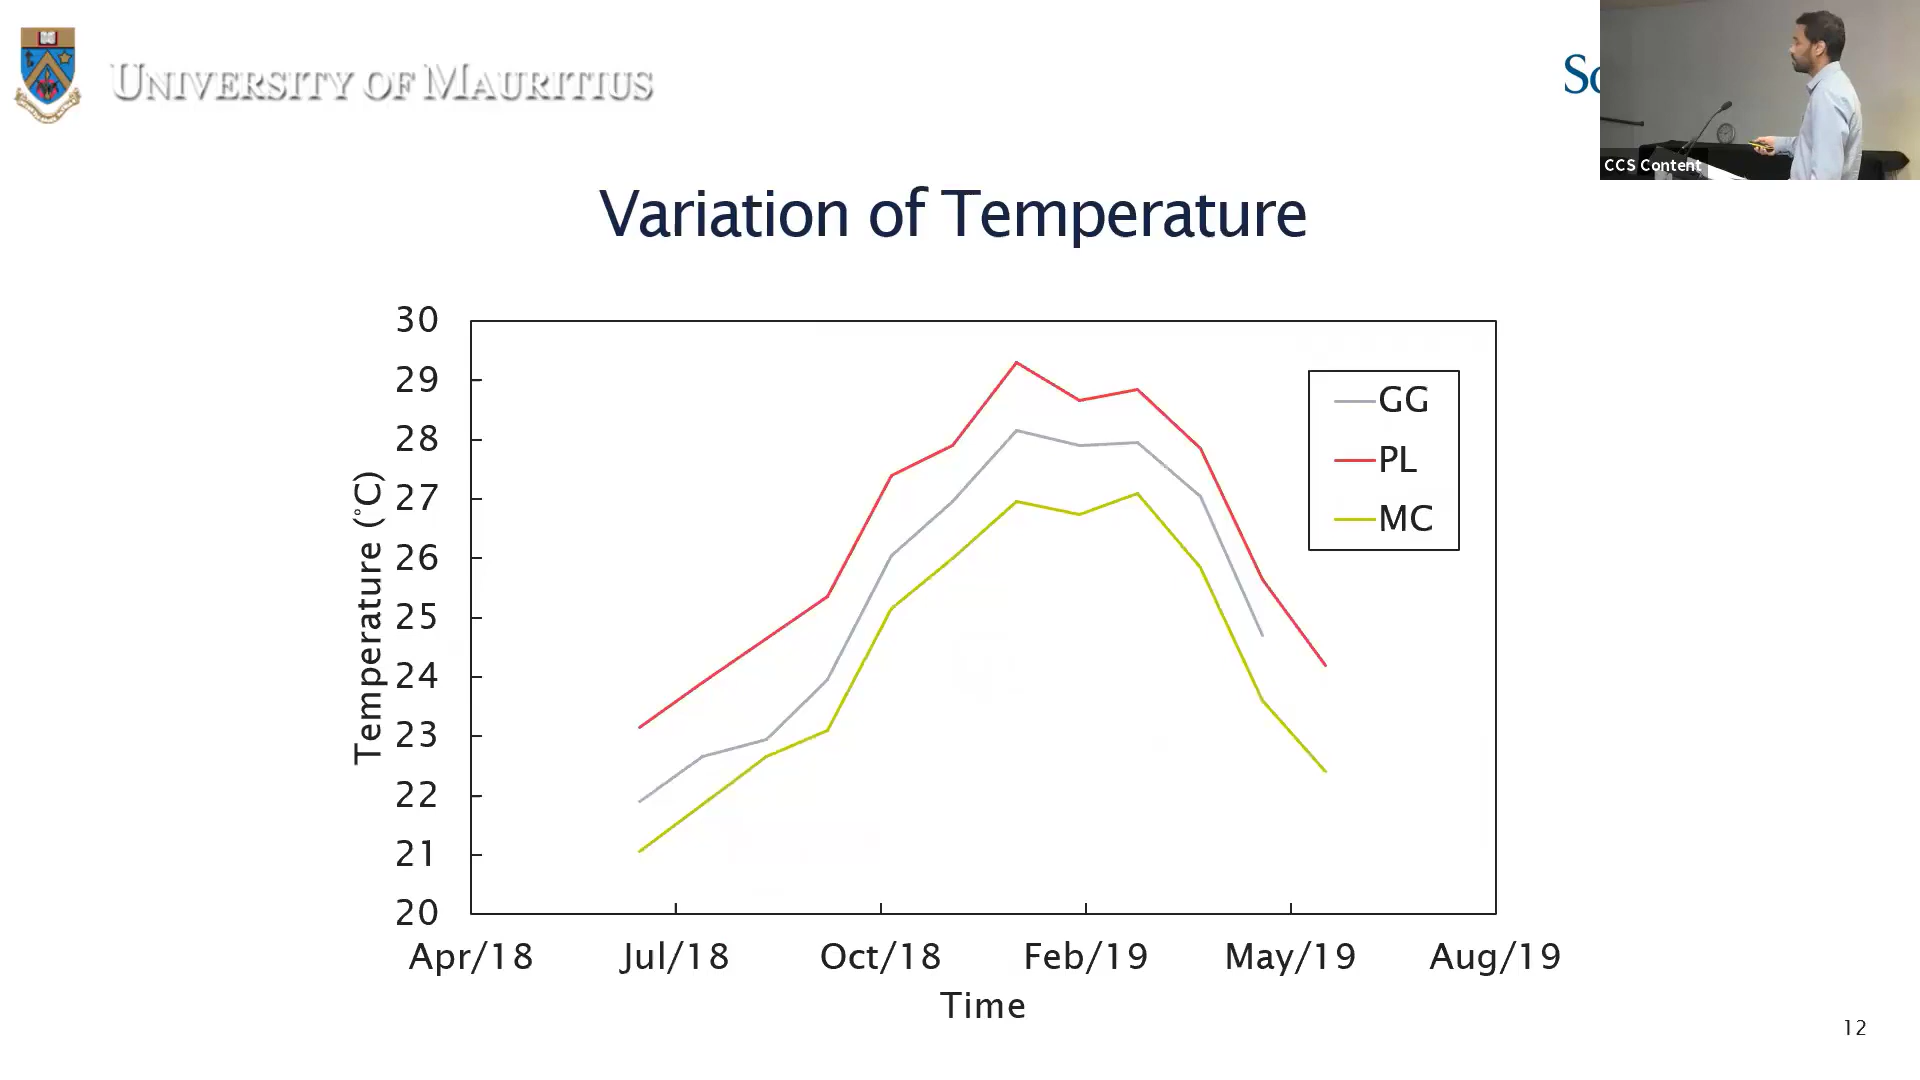 UNIVERSITY OF MAURITIUS
CCS Content
Variation of Temperature
30
29
28
27
26
25
24
23
22
21
20
Temperature (°C)
GG
PL
MC
Apr/18 Jul/18 Oct/18 Feb/19 May/19 Aug/19
Time
12